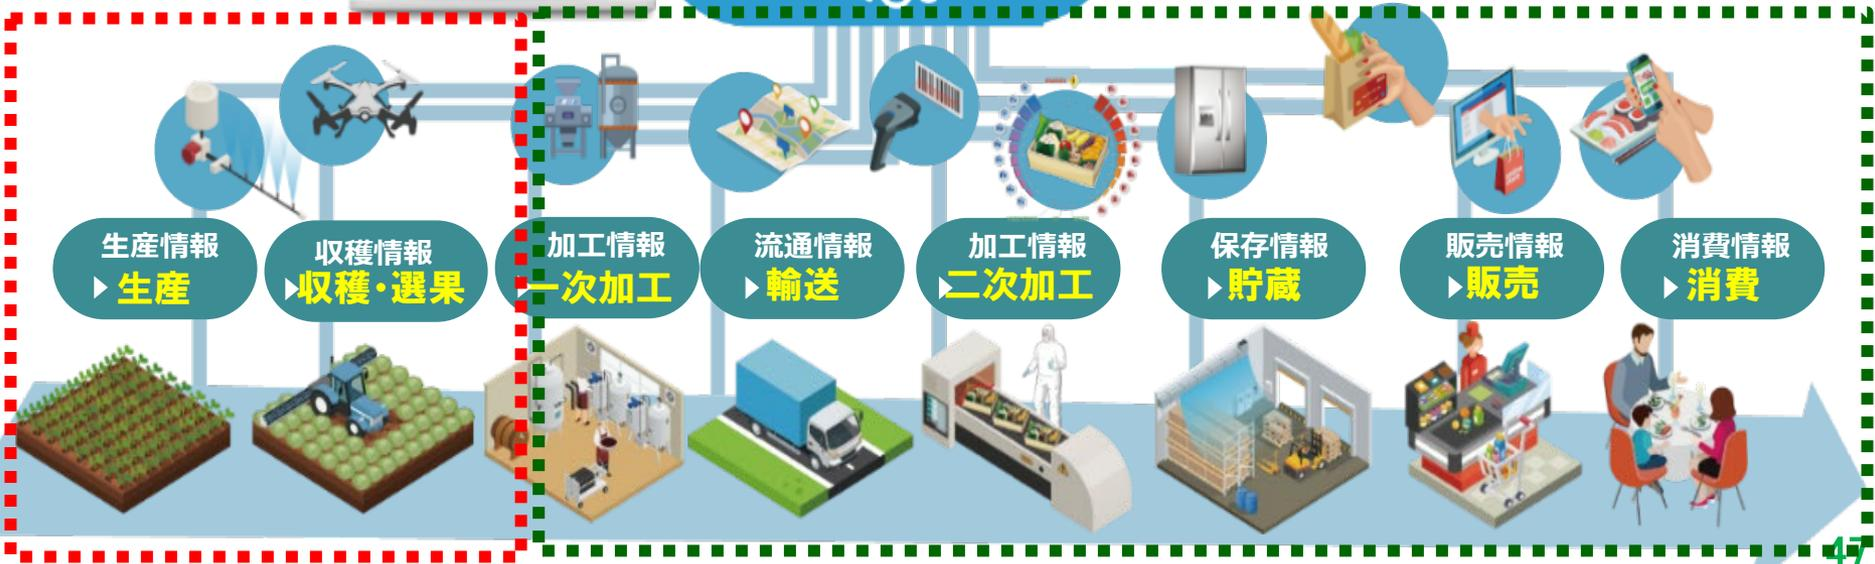 生産情報
▶生産
収穫情報
▶収穫・選果
加工情報
▶一次加工
流通情報
▶輸送
加工情報
▶二次加工
保存情報
▶貯蔵
販売情報
▶販売
消費情報
▶消費
47